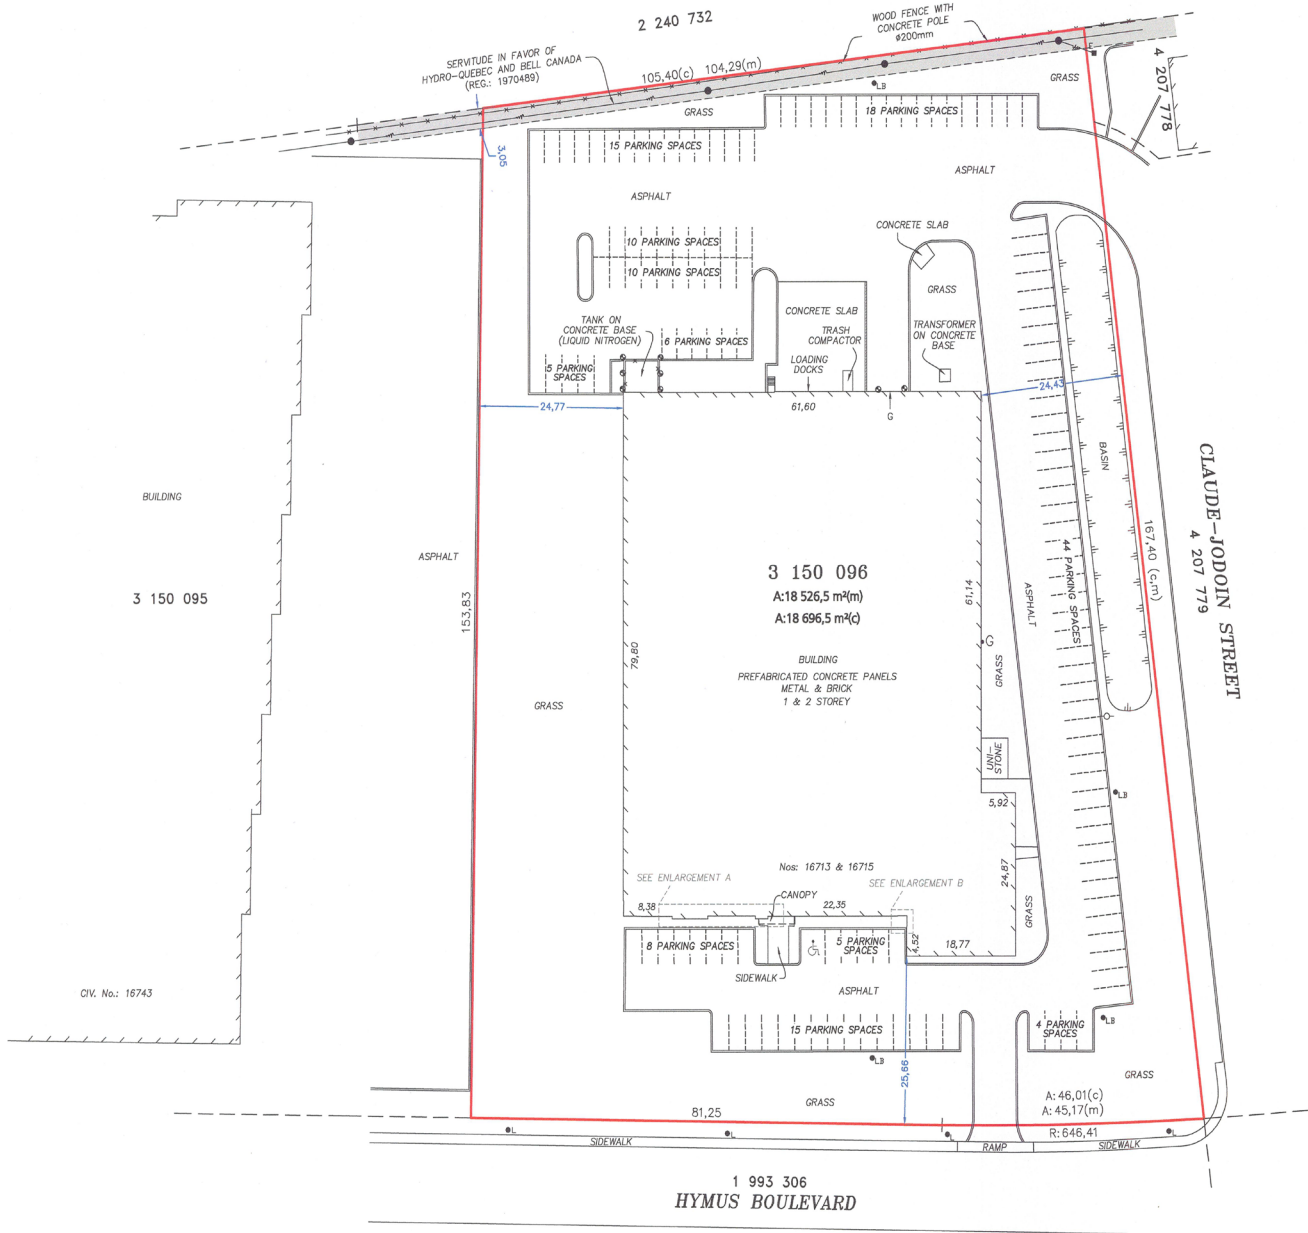 2 240 732
WOOD FENCE WITH
CONCRETE POLE
ø200mm
SERVITUDE IN FAVOR OF
HYDRO-QUEBEC AND BELL CANADA
(REG.: 1970489)
105,40(c) 104,29(m)
E
4 207 778
GRASS
LB
GRASS
18 PARKING SPACES
3,05
15 PARKING SPACES
ASPHALT
ASPHALT
CONCRETE SLAB
10 PARKING SPACES
10 PARKING SPACES
GRASS
CONCRETE SLAB
TANK ON
CONCRETE BASE
(LIQUID NITROGEN)
TRASH
COMPACTOR
TRANSFORMER
ON CONCRETE
BASE
6 PARKING SPACES
LOADING
DOCKS
5 PARKING
SPACES
24,43
24,77
61,60
G
BASIN
CLAUDE-JODOIN STREET
4 207 779
BUILDING
167,40 (c,m)
ASPHALT
44 PARKING SPACES
3 150 096
A:18 526,5 m²(m)
A:18 696,5 m²(c)
61,14
ASPHALT
3 150 095
153,83
G
79,80
BUILDING
PREFABRICATED CONCRETE PANELS
METAL & BRICK
1 & 2 STOREY
GRASS
GRASS
UNI-
STONE
LB
5,92
Nos: 16713 & 16715
24,87
SEE ENLARGEMENT A
SEE ENLARGEMENT B
CANOPY
8,38
22,35
GRASS
8 PARKING SPACES
5 PARKING
SPACES
4,52
18,77
SIDEWALK
ASPHALT
CIV. No.: 16743
15 PARKING SPACES
4 PARKING
SPACES
LB
LB
25,66
GRASS
GRASS
A: 46,01(c)
A: 45,17(m)
81,25
R: 646,41
L
L
L
L
SIDEWALK
RAMP
SIDEWALK
1 993 306
HYMUS BOULEVARD